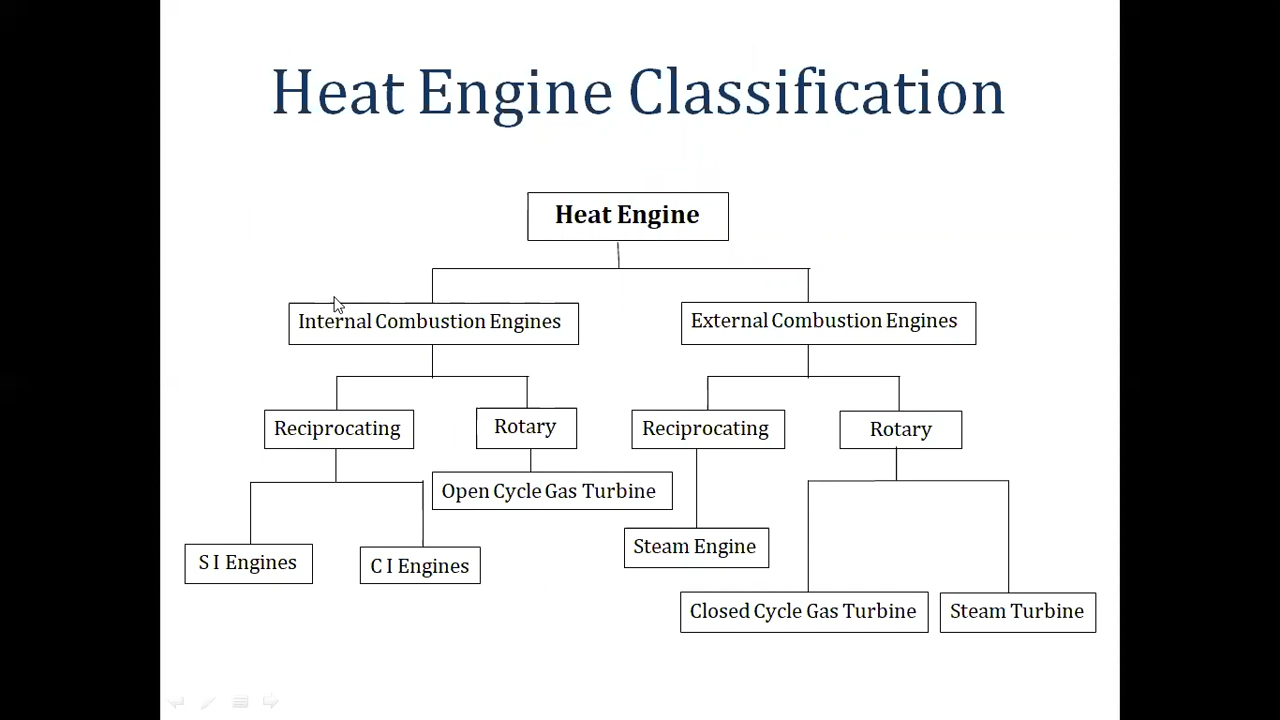 Heat Engine Classification
Heat Engine
Internal Combustion Engines
External Combustion Engines
Reciprocating
Rotary
Reciprocating
Rotary
Open Cycle Gas Turbine
Steam Engine
S I Engines
C I Engines
Closed Cycle Gas Turbine
Steam Turbine